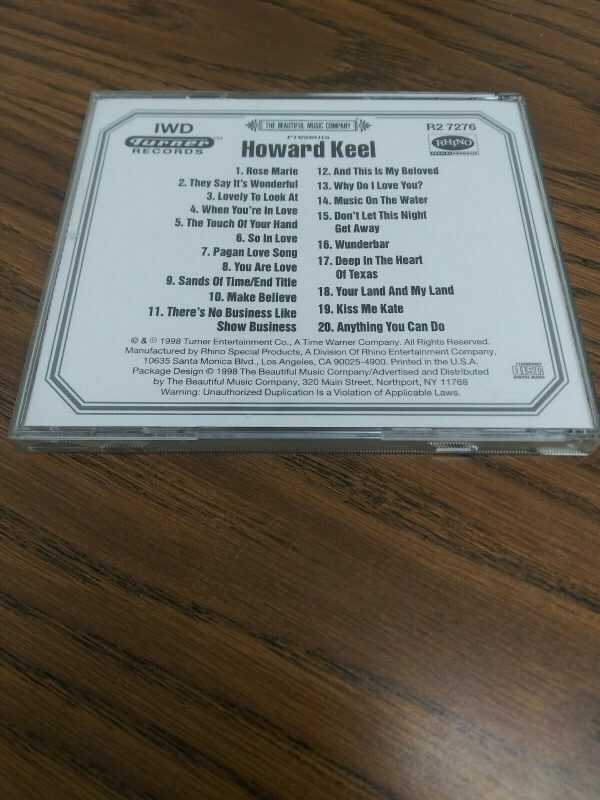 IWD
Turner
RECORDS
THE BEAUTIFUL MUSIC COMPANY
Presents
Howard Keel
R2 7276
RHINO
1. Rose Marie
2. They Say It's Wonderful
3. Lovely To Look At
4. When You're In Love
5. The Touch Of Your Hand
6. So In Love
7. Pagan Love Song
8. You Are Love
9. Sands Of Time/End Title
10. Make Believe
11. There's No Business Like
Show Business
12. And This Is My Beloved
13. Why Do I Love You?
14. Music On The Water
15. Don't Let This Night
Get Away
16. Wunderbar
17. Deep In The Heart
Of Texas
18. Your Land And My Land
19. Kiss Me Kate
20. Anything You Can Do
© & ℗ 1998 Turner Entertainment Co., A Time Warner Company. All Rights Reserved.
Manufactured by Rhino Special Products, A Division Of Rhino Entertainment Company,
10635 Santa Monica Blvd., Los Angeles, CA 90025-4900. Printed in the U.S.A.
Package Design © 1998 The Beautiful Music Company/Advertised and Distributed
by The Beautiful Music Company, 320 Main Street, Northport, NY 11768
Warning: Unauthorized Duplication Is a Violation of Applicable Laws.
COMPACT
disc
DIGITAL AUDIO